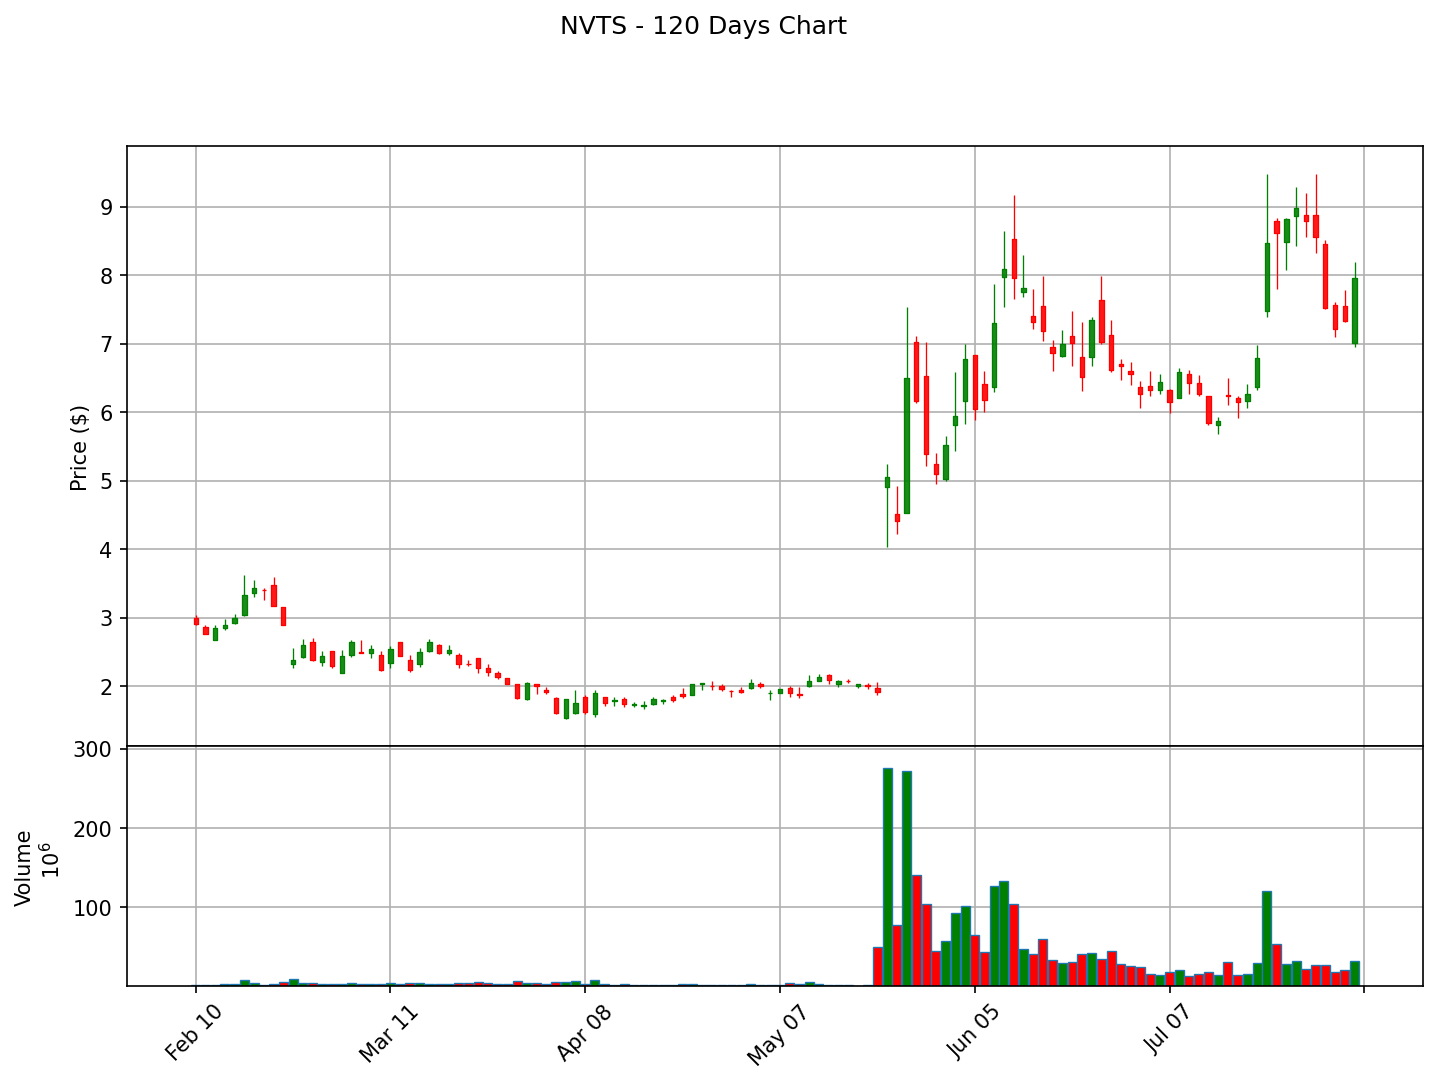 NVTS - 120 Days Chart
Price ($)
9
8
7
6
5
4
3
2
Volume
10⁶
300
200
100
Feb 10
Mar 11
Apr 08
May 07
Jun 05
Jul 07